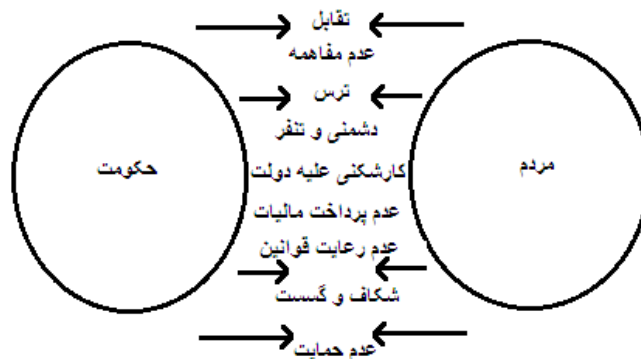 تقابل
عدم مفاهمه
ترس
دشمنی و تنفر
مردم
کارشکنی علیه دولت
حکومت
عدم پرداخت مالیات
عدم رعایت قوانین
شکاف و گسست
عدم حمایت